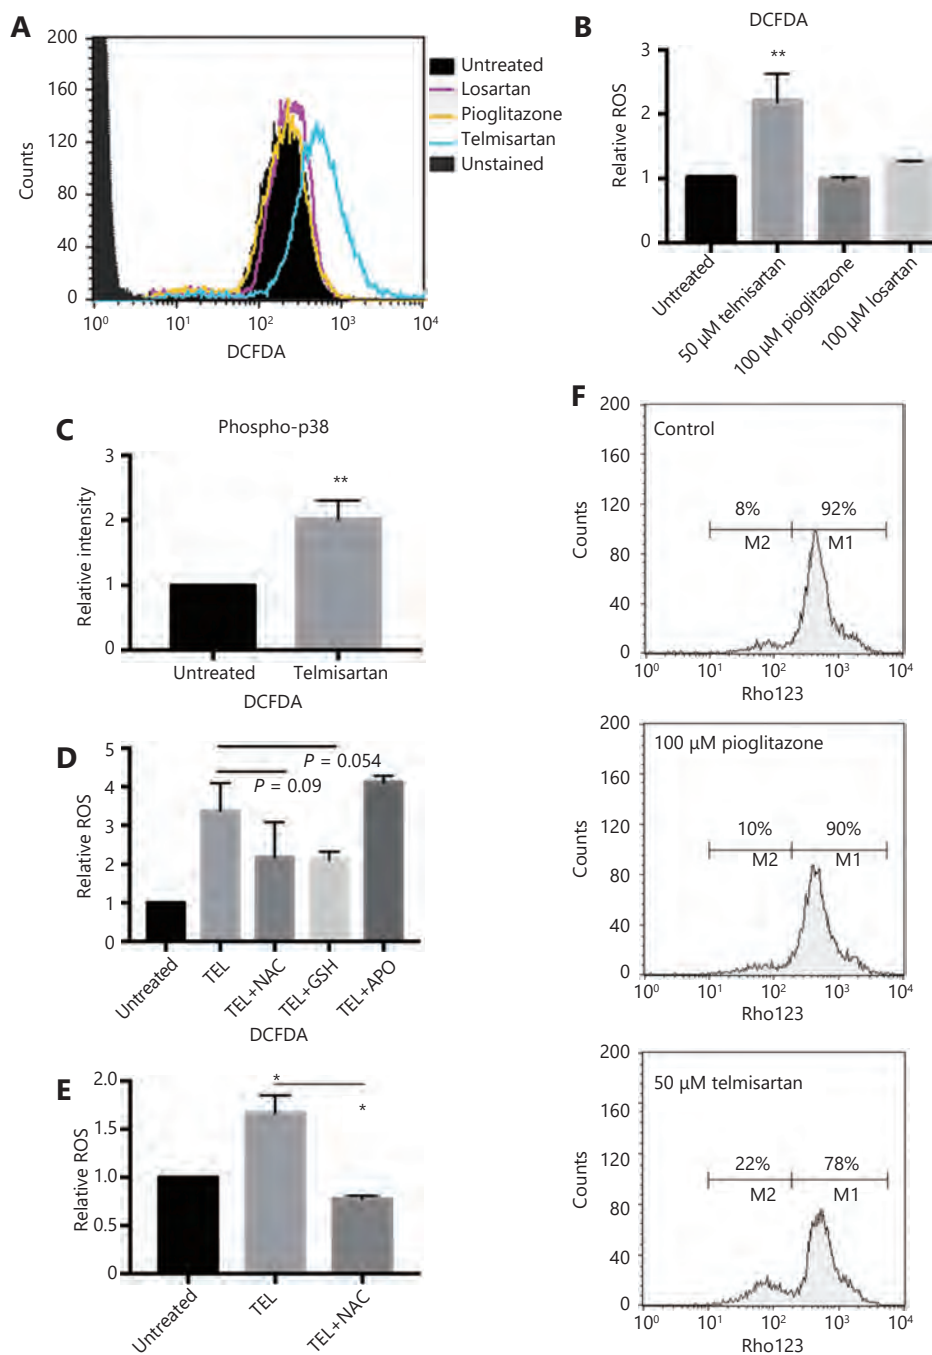 A
200
160
120
80
40
0
Counts
10⁰ 10¹ 10² 10³ 10⁴
DCFDA
Untreated
Losartan
Pioglitazone
Telmisartan
Unstained
B
DCFDA
**
3
2
1
0
Relative ROS
Untreated
50 µM telmisartan
100 µM pioglitazone
100 µM losartan
C
Phospho-p38
**
3
2
1
0
Relative intensity
Untreated Telmisartan
D
DCFDA
5
4
3
2
1
0
Relative ROS
P = 0.054
P = 0.09
Untreated
TEL
TEL+NAC
TEL+GSH
TEL+APO
E
DCFDA
2.0
1.5
1.0
0.5
0
Relative ROS
*
*
Untreated
TEL
TEL+NAC
F
200
160
120
80
40
0
Counts
Control
8% 92%
M2 M1
10⁰ 10¹ 10² 10³ 10⁴
Rho123
200
160
120
80
40
0
Counts
100 µM pioglitazone
10% 90%
M2 M1
10⁰ 10¹ 10² 10³ 10⁴
Rho123
200
160
120
80
40
0
Counts
50 µM telmisartan
22% 78%
M2 M1
10⁰ 10¹ 10² 10³ 10⁴
Rho123